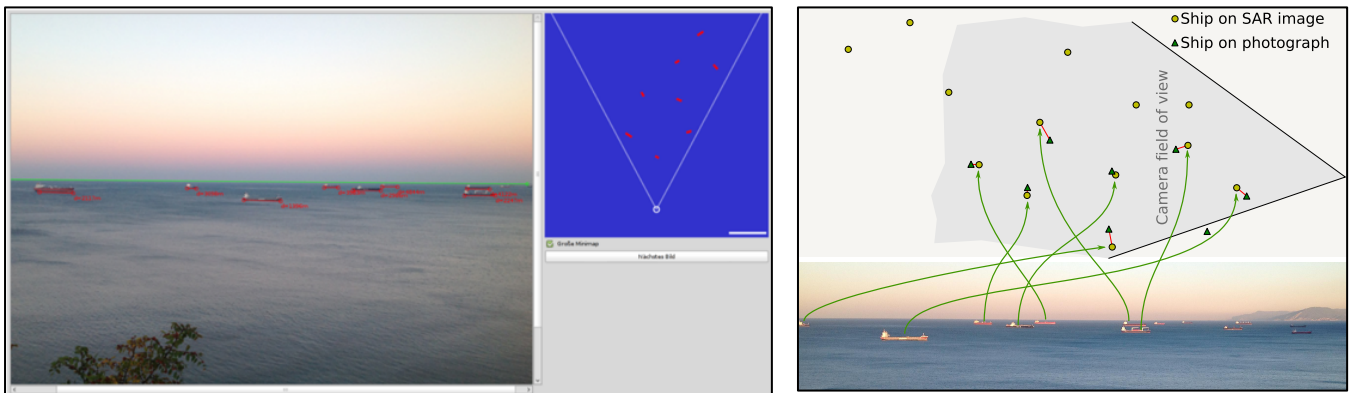 Große Minimap
Nächstes Bild
Ship on SAR image
Ship on photograph
Camera field of view